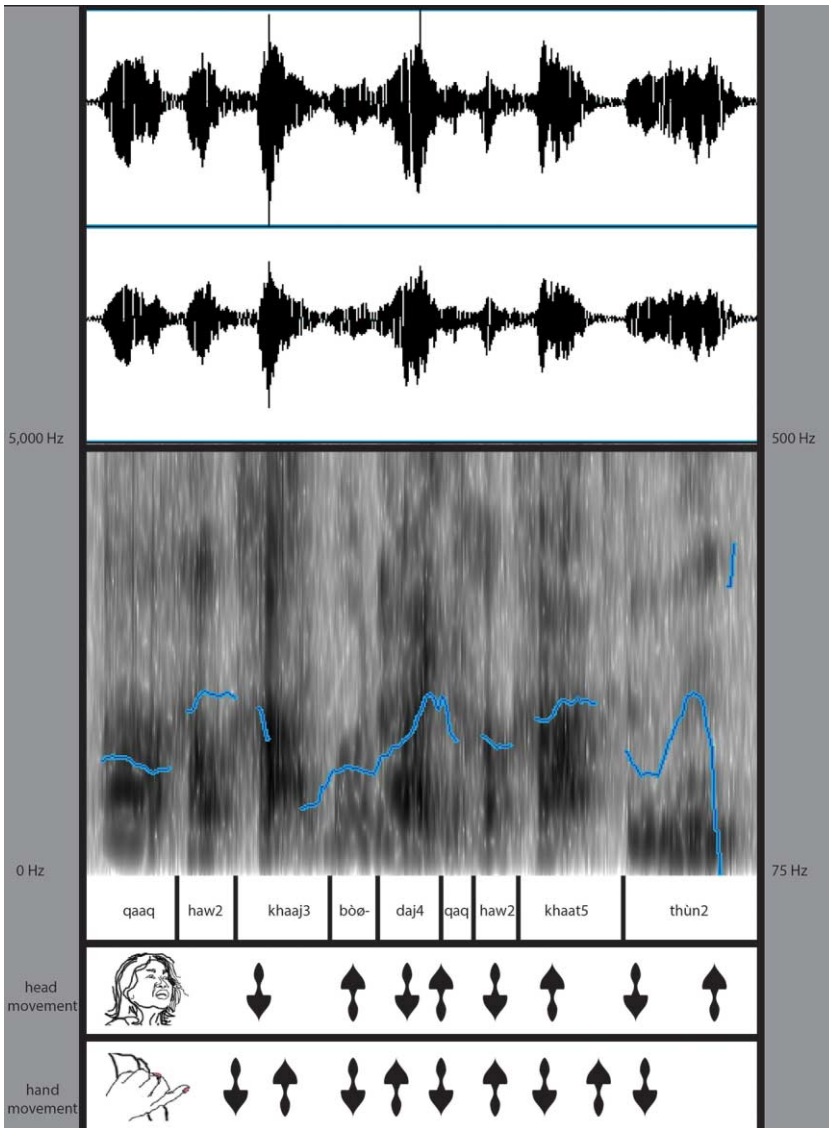 5,000 Hz
500 Hz
0 Hz
75 Hz
qaaq haw2 khaaj3 bòø- daj4 qaq haw2 khaat5 thùn2
head
movement
hand
movement